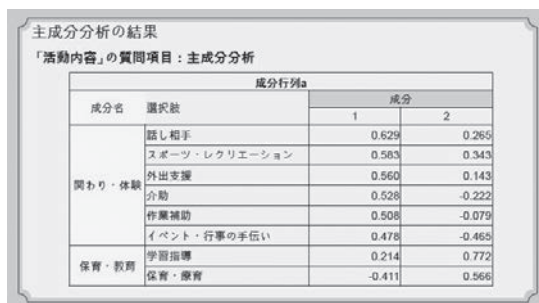 主成分分析の結果
「活動内容」の質問項目：主成分分析
成分行列a
成分名 選択肢 成分
1 2
関わり・体験 話し相手 0.629 0.265
スポーツ・レクリエーション 0.583 0.343
外出支援 0.560 0.143
介助 0.528 -0.222
作業補助 0.508 -0.079
イベント・行事の手伝い 0.478 -0.465
保育・教育 学習指導 0.214 0.772
保育・療育 -0.411 0.566